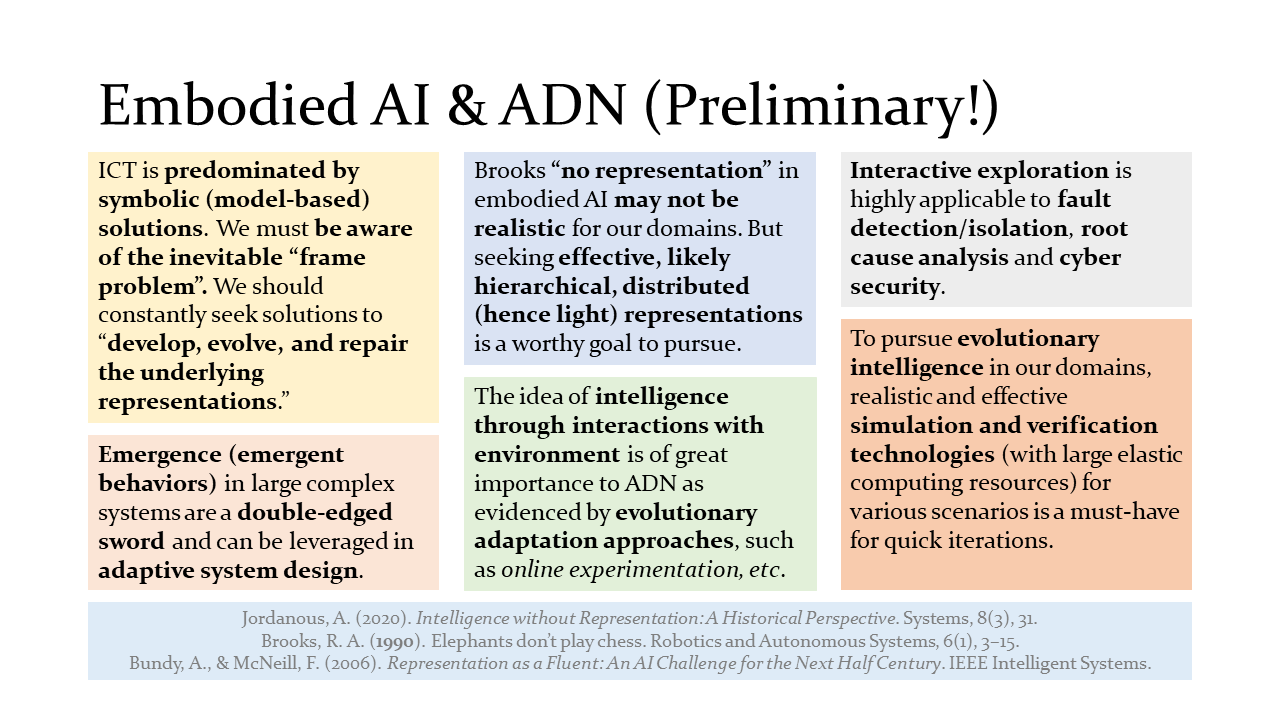 Embodied AI & ADN (Preliminary!)
ICT is predominated by
symbolic (model-based)
solutions. We must be aware
of the inevitable “frame
problem”. We should
constantly seek solutions to
“develop, evolve, and repair
the underlying
representations.”
Emergence (emergent
behaviors) in large complex
systems are a double-edged
sword and can be leveraged in
adaptive system design.
Brooks “no representation” in
embodied AI may not be
realistic for our domains. But
seeking effective, likely
hierarchical, distributed
(hence light) representations
is a worthy goal to pursue.
The idea of intelligence
through interactions with
environment is of great
importance to ADN as
evidenced by evolutionary
adaptation approaches, such
as online experimentation, etc.
Interactive exploration is
highly applicable to fault
detection/isolation, root
cause analysis and cyber
security.
To pursue evolutionary
intelligence in our domains,
realistic and effective
simulation and verification
technologies (with large elastic
computing resources) for
various scenarios is a must-have
for quick iterations.
Jordanous, A. (2020). Intelligence without Representation: A Historical Perspective. Systems, 8(3), 31.
Brooks, R. A. (1990). Elephants don’t play chess. Robotics and Autonomous Systems, 6(1), 3–15.
Bundy, A., & McNeill, F. (2006). Representation as a Fluent: An AI Challenge for the Next Half Century. IEEE Intelligent Systems.